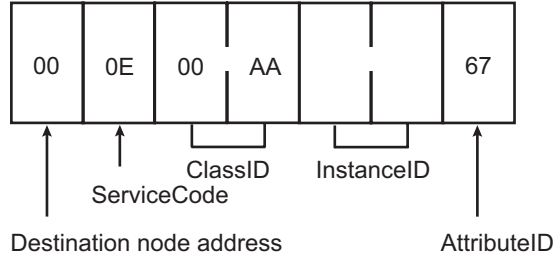 00 0E 00 AA 67
ClassID InstanceID
ServiceCode
Destination node address AttributeID